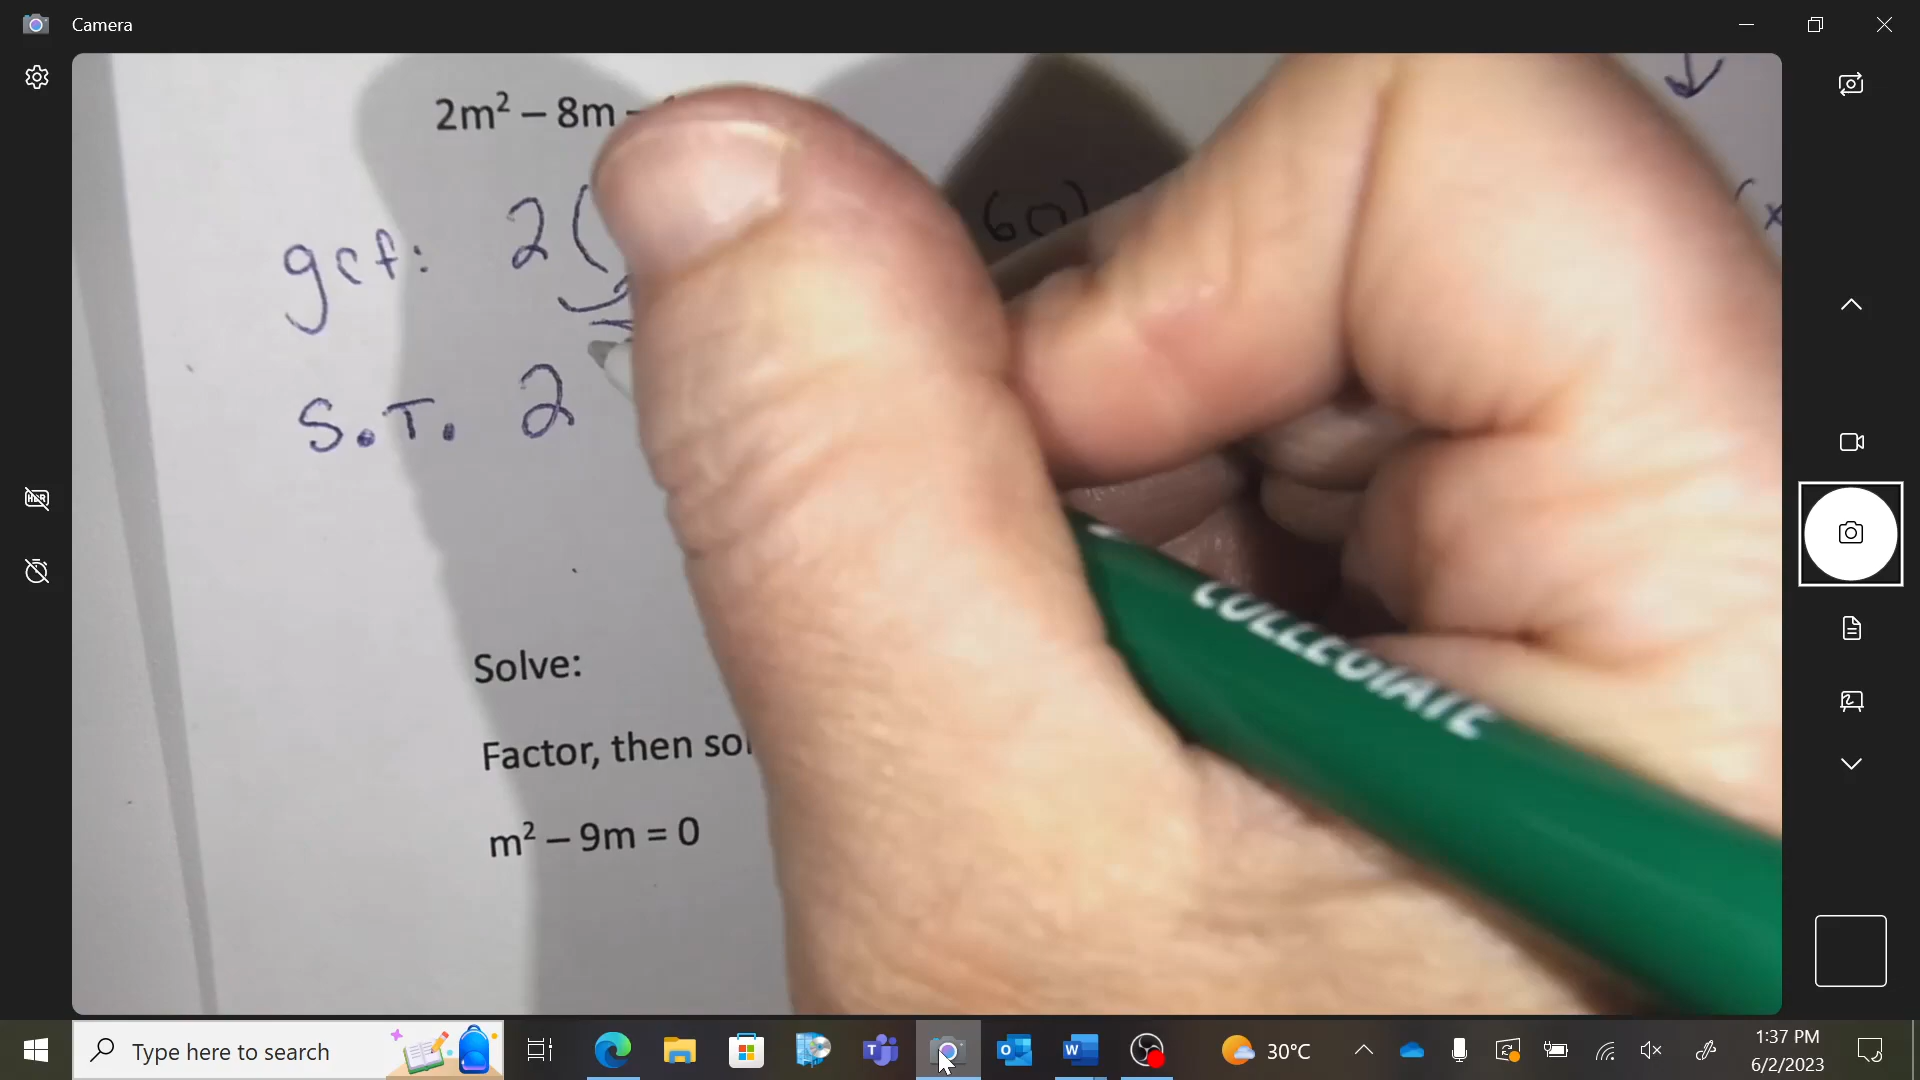 Camera
2m² – 8m –
gcf: 2( 60)
(x
S.T. 2
COLLEGIATE
Solve:
Factor, then
m² – 9m = 0
Type here to search
30°C
1:37 PM
6/2/2023